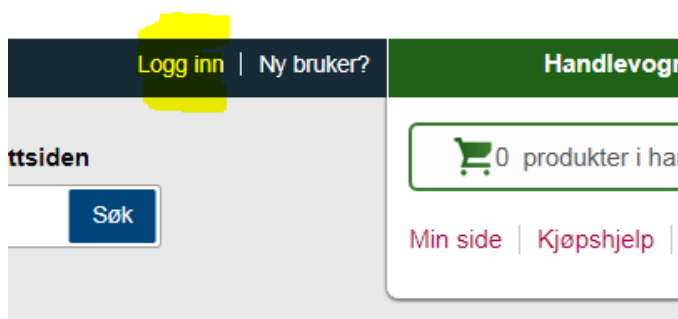 Logg inn | Ny bruker?
Handlevogn
ttsiden
0 produkter i ha
Søk
Min side | Kjøpshjelp |